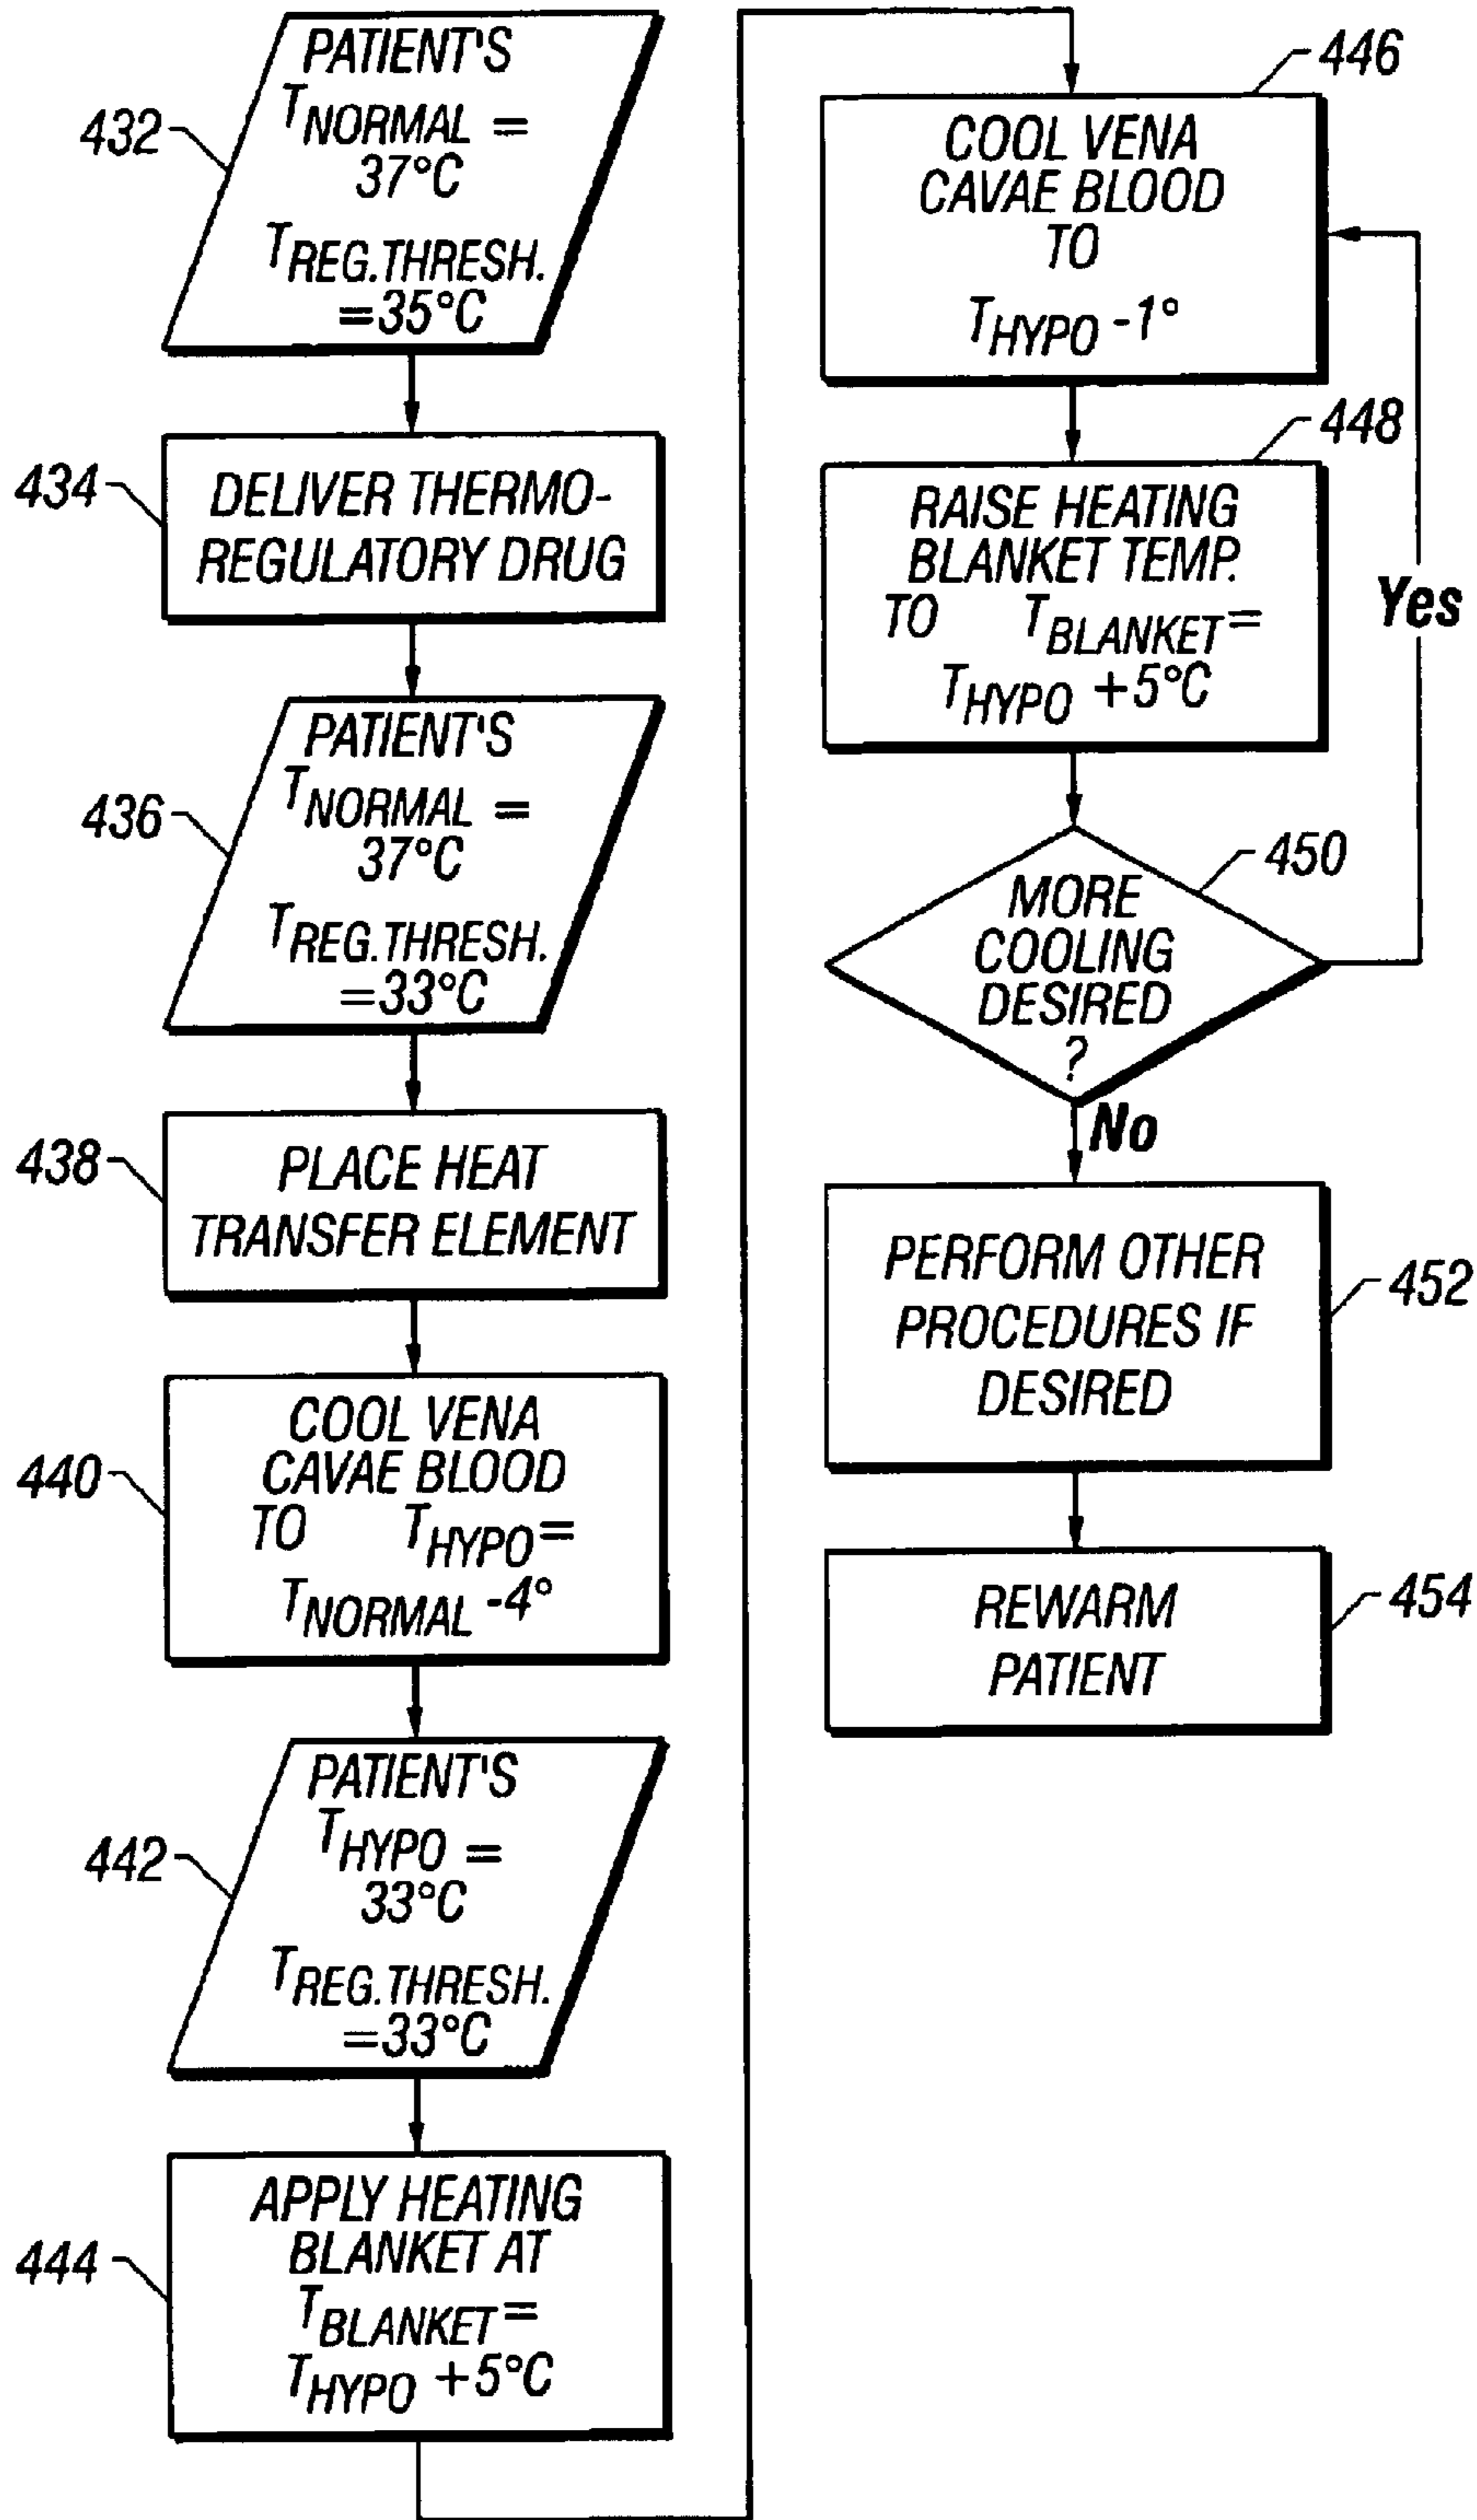 432
PATIENT'S
TNORMAL =
37°C
TREG.THRESH.
=35°C
434
DELIVER THERMO-
REGULATORY DRUG
436
PATIENT'S
TNORMAL =
37°C
TREG.THRESH.
=33°C
438
PLACE HEAT
TRANSFER ELEMENT
440
COOL VENA
CAVAE BLOOD
TO THYPO=
TNORMAL -4°
442
PATIENT'S
THYPO =
33°C
TREG.THRESH.
=33°C
444
APPLY HEATING
BLANKET AT
TBLANKET=
THYPO +5°C
446
COOL VENA
CAVAE BLOOD
TO
THYPO -1°
448
RAISE HEATING
BLANKET TEMP.
TO TBLANKET=
THYPO +5°C
Yes
450
MORE
COOLING
DESIRED
?
No
452
PERFORM OTHER
PROCEDURES IF
DESIRED
454
REWARM
PATIENT